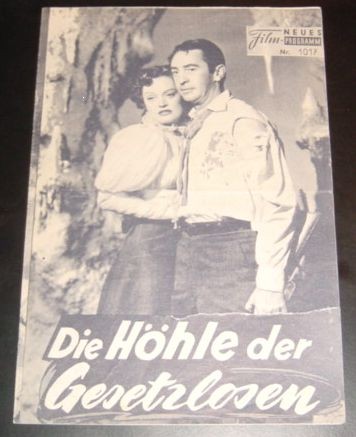 NEUES
Film-PROGRAMM
Nr. 1017
Die Höhle der
Gesetzlosen